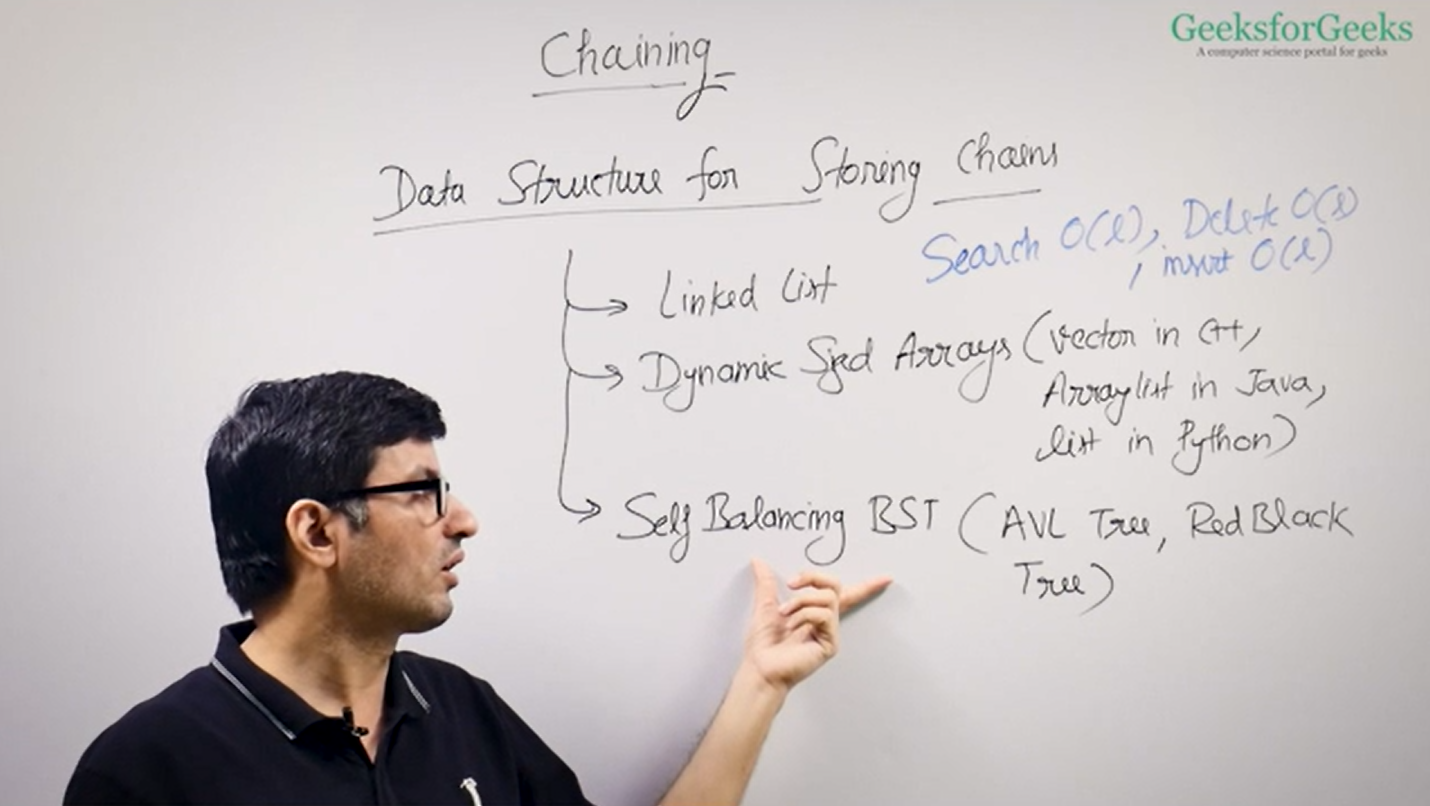 GeeksforGeeks
A computer science portal for geeks
Chaining
Data Structure for Storing Chains
Search O(l), Delete O(l)
, insert O(l)
Linked List
Dynamic Sized Arrays (vector in C++,
Arraylist in Java,
list in Python)
Self Balancing BST (AVL Tree, Red Black
Tree)